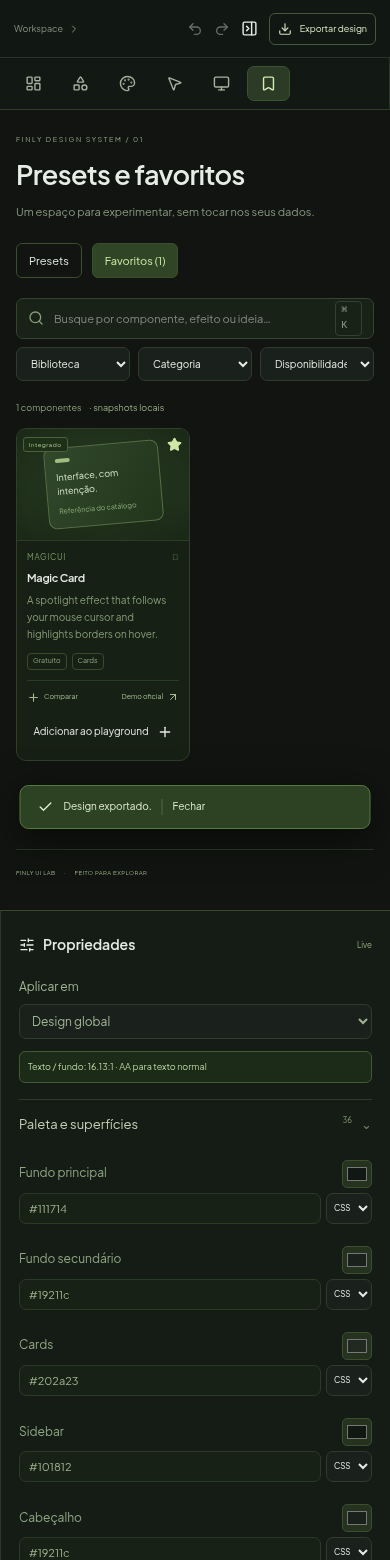 Workspace
Exportar design
FINLY DESIGN SYSTEM / 01
Presets e favoritos
Um espaço para experimentar, sem tocar nos seus dados.
Presets
Favoritos (1)
Busque por componente, efeito ou ideia...
⌘
K
Biblioteca
Categoria
Disponibilidade
1 componentes · snapshots locais
Integrado
Interface, com
intenção.
Referência do catálogo
MAGICUI
Magic Card
A spotlight effect that follows
your mouse cursor and
highlights borders on hover.
Gratuito
Cards
Comparar
Demo oficial
Adicionar ao playground
Design exportado.
Fechar
FINLY UI LAB · FEITO PARA EXPLORAR
Propriedades
Live
Aplicar em
Design global
Texto / fundo: 16.13:1 · AA para texto normal
Paleta e superfícies
36
Fundo principal
#111714
CSS
Fundo secundário
#19211c
CSS
Cards
#202a23
CSS
Sidebar
#101812
CSS
Cabeçalho
#19211c
CSS